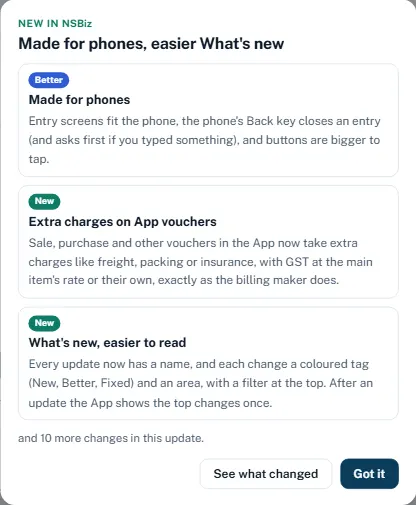 NEW IN NSBiz
Made for phones, easier What's new
Better
Made for phones
Entry screens fit the phone, the phone's Back key closes an entry
(and asks first if you typed something), and buttons are bigger to
tap.
New
Extra charges on App vouchers
Sale, purchase and other vouchers in the App now take extra
charges like freight, packing or insurance, with GST at the main
item's rate or their own, exactly as the billing maker does.
New
What's new, easier to read
Every update now has a name, and each change a coloured tag
(New, Better, Fixed) and an area, with a filter at the top. After an
update the App shows the top changes once.
and 10 more changes in this update.
See what changed
Got it